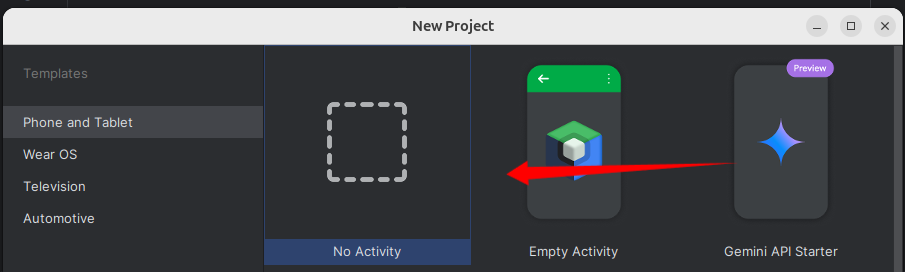 New Project
Templates
Phone and Tablet
Wear OS
Television
Automotive
No Activity
Empty Activity
Preview
Gemini API Starter